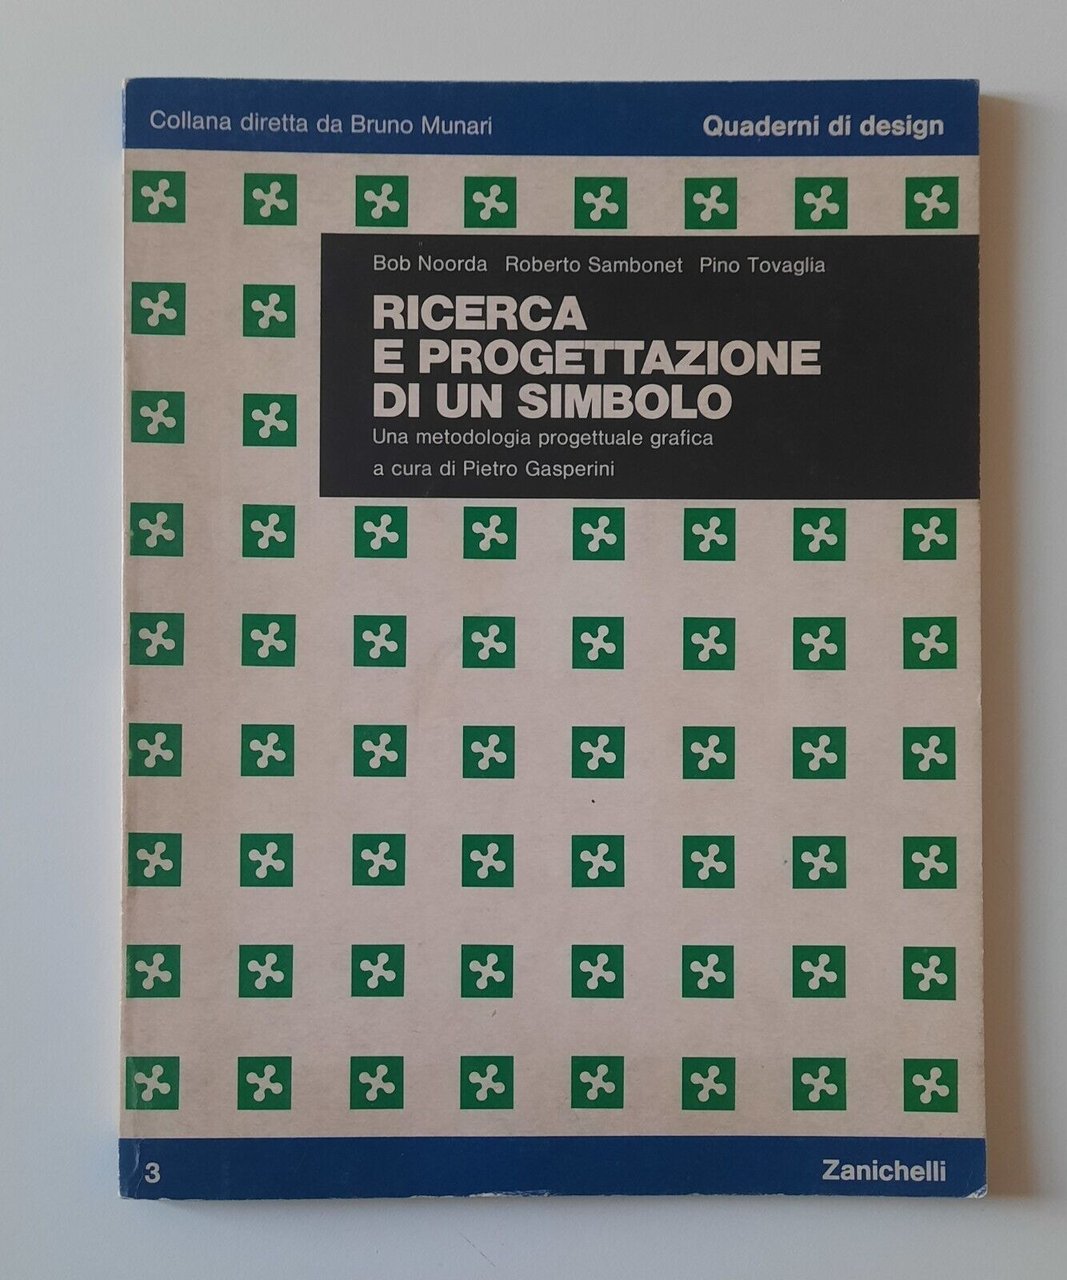 Collana diretta da Bruno Munari Quaderni di design
Bob Noorda Roberto Sambonet Pino Tovaglia
RICERCA
E PROGETTAZIONE
DI UN SIMBOLO
Una metodologia progettuale grafica
a cura di Pietro Gasperini
3 Zanichelli